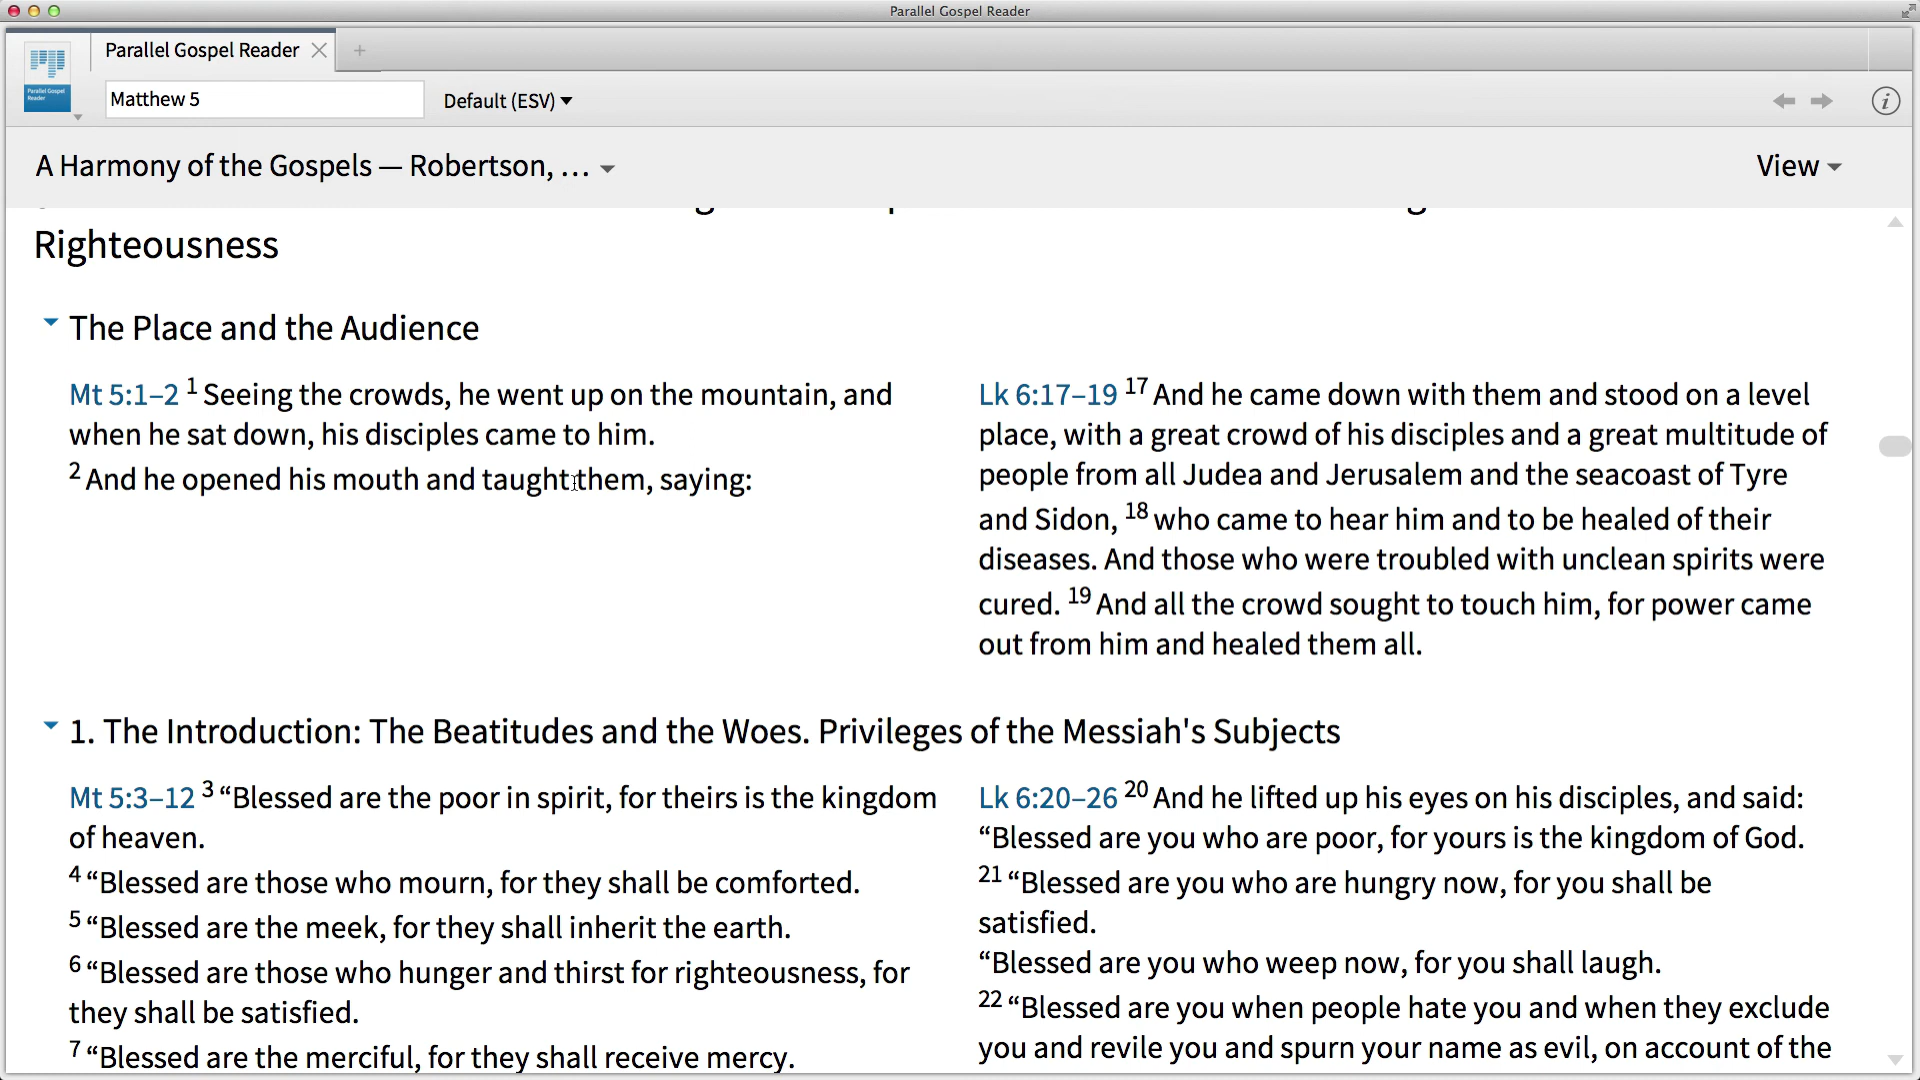 Parallel Gospel Reader
Parallel Gospel Reader
Parallel Gospel
Reader
Matthew 5
Default (ESV)
A Harmony of the Gospels — Robertson, …
View
Righteousness
The Place and the Audience
Mt 5:1–2 1 Seeing the crowds, he went up on the mountain, and
when he sat down, his disciples came to him.
2 And he opened his mouth and taught them, saying:
Lk 6:17–19 17 And he came down with them and stood on a level
place, with a great crowd of his disciples and a great multitude of
people from all Judea and Jerusalem and the seacoast of Tyre
and Sidon, 18 who came to hear him and to be healed of their
diseases. And those who were troubled with unclean spirits were
cured. 19 And all the crowd sought to touch him, for power came
out from him and healed them all.
1. The Introduction: The Beatitudes and the Woes. Privileges of the Messiah's Subjects
Mt 5:3–12 3 “Blessed are the poor in spirit, for theirs is the kingdom
of heaven.
4 “Blessed are those who mourn, for they shall be comforted.
5 “Blessed are the meek, for they shall inherit the earth.
6 “Blessed are those who hunger and thirst for righteousness, for
they shall be satisfied.
7 “Blessed are the merciful, for they shall receive mercy.
Lk 6:20–26 20 And he lifted up his eyes on his disciples, and said:
“Blessed are you who are poor, for yours is the kingdom of God.
21 “Blessed are you who are hungry now, for you shall be
satisfied.
“Blessed are you who weep now, for you shall laugh.
22 “Blessed are you when people hate you and when they exclude
you and revile you and spurn your name as evil, on account of the